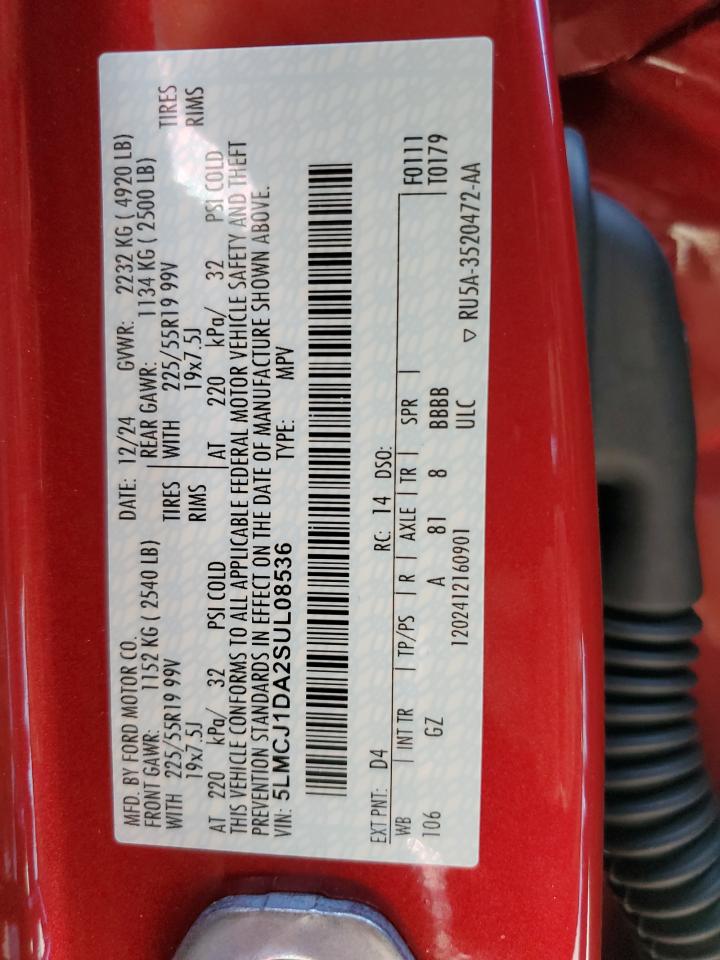 MFD. BY FORD MOTOR CO. DATE: 12/24 GVWR: 2232 KG ( 4920 LB)
FRONT GAWR: 1152 KG ( 2540 LB) REAR GAWR: 1134 KG ( 2500 LB)
WITH 225/55R19 99V TIRES WITH 225/55R19 99V TIRES
19x7.5J RIMS 19x7.5J RIMS
AT 220 kPa/ 32 PSI COLD AT 220 kPa/ 32 PSI COLD
THIS VEHICLE CONFORMS TO ALL APPLICABLE FEDERAL MOTOR VEHICLE SAFETY AND THEFT
PREVENTION STANDARDS IN EFFECT ON THE DATE OF MANUFACTURE SHOWN ABOVE.
VIN: 5LMCJ1DA2SUL08536 TYPE: MPV
EXT PNT: D4 RC: 14 DSO:
WB INT TR TP/PS R AXLE TR SPR F0111
106 GZ A 81 8 BBBB T0179
1202412160901 ULC ▽ RU5A-3520472-AA